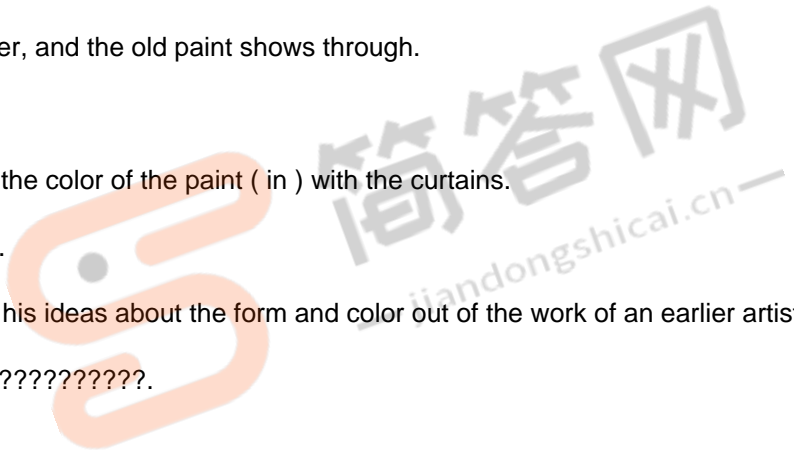 er, and the old paint shows through.
the color of the paint ( in ) with the curtains.
.
his ideas about the form and color out of the work of an earlier artis
??????????.
简答网
jiandongshicai.cn